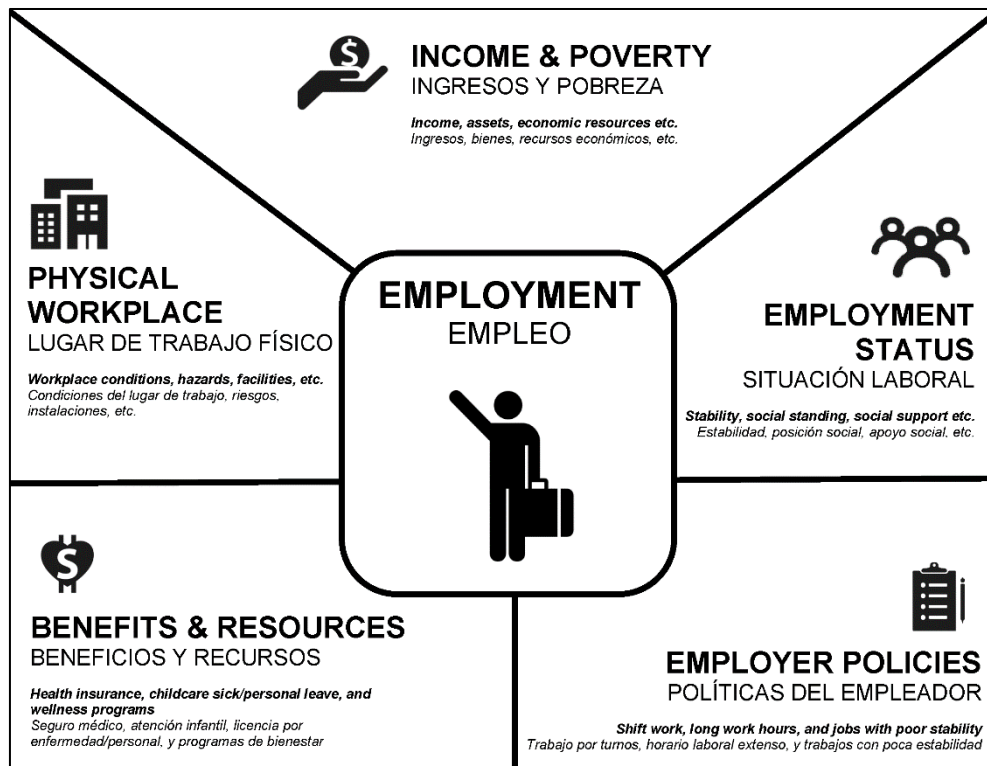 INCOME & POVERTY
INGRESOS Y POBREZA
Income, assets, economic resources etc.
Ingresos, bienes, recursos económicos, etc.
PHYSICAL
WORKPLACE
LUGAR DE TRABAJO FÍSICO
Workplace conditions, hazards, facilities, etc.
Condiciones del lugar de trabajo, riesgos,
instalaciones, etc.
EMPLOYMENT
EMPLEO
EMPLOYMENT
STATUS
SITUACIÓN LABORAL
Stability, social standing, social support etc.
Estabilidad, posición social, apoyo social, etc.
BENEFITS & RESOURCES
BENEFICIOS Y RECURSOS
Health insurance, childcare sick/personal leave, and
wellness programs
Seguro médico, atención infantil, licencia por
enfermedad/personal, y programas de bienestar
EMPLOYER POLICIES
POLÍTICAS DEL EMPLEADOR
Shift work, long work hours, and jobs with poor stability
Trabajo por turnos, horario laboral extenso, y trabajos con poca estabilidad